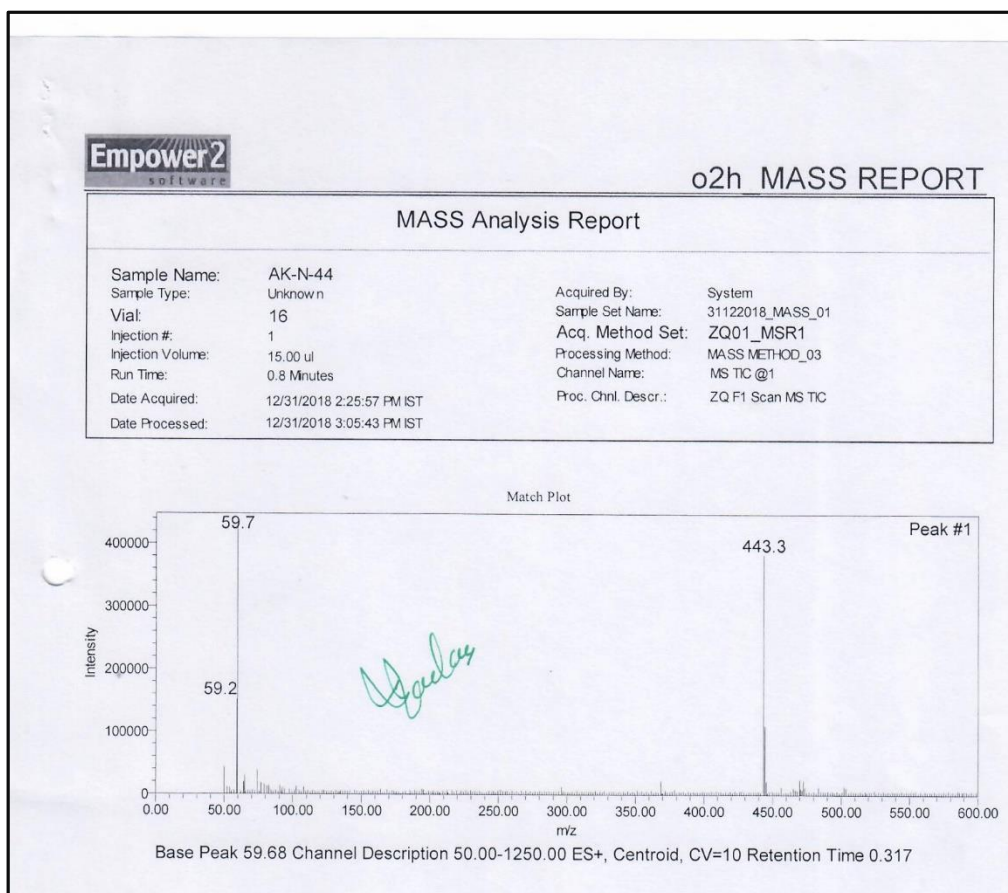 Empower2
software
o2h_MASS REPORT
MASS Analysis Report
Sample Name: AK-N-44
Sample Type: Unknown
Vial: 16
Injection #: 1
Injection Volume: 15.00 ul
Run Time: 0.8 Minutes
Date Acquired: 12/31/2018 2:25:57 PM IST
Date Processed: 12/31/2018 3:05:43 PM IST
Acquired By: System
Sample Set Name: 31122018_MASS_01
Acq. Method Set: ZQ01_MSR1
Processing Method: MASS METHOD_03
Channel Name: MS TIC @1
Proc. Chnl. Descr.: ZQ F1 Scan MS TIC
Match Plot
Peak #1
59.7
443.3
59.2
Intensity
400000
300000
200000
100000
0
0.00 50.00 100.00 150.00 200.00 250.00 300.00 350.00 400.00 450.00 500.00 550.00 600.00
m/z
Base Peak 59.68 Channel Description 50.00-1250.00 ES+, Centroid, CV=10 Retention Time 0.317